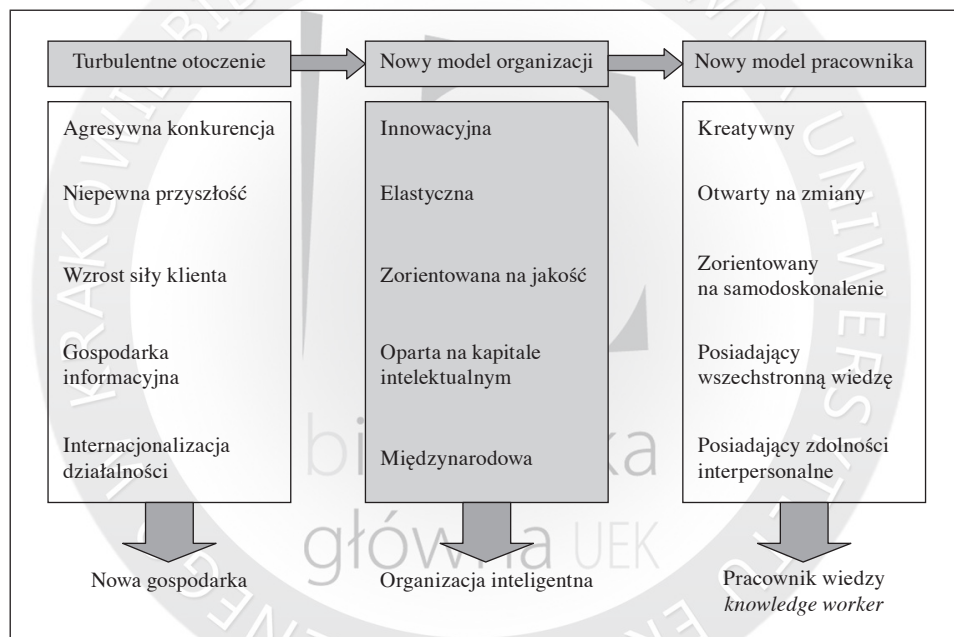 Turbulentne otoczenie
Nowy model organizacji
Nowy model pracownika
Agresywna konkurencja
Niepewna przyszłość
Wzrost siły klienta
Gospodarka
informacyjna
Internacjonalizacja
działalności
Innowacyjna
Elastyczna
Zorientowana na jakość
Oparta na kapitale
intelektualnym
Międzynarodowa
Kreatywny
Otwarty na zmiany
Zorientowany
na samodoskonalenie
Posiadający
wszechstronną wiedzę
Posiadający zdolności
interpersonalne
Nowa gospodarka
Organizacja inteligentna
Pracownik wiedzy
knowledge worker
główna UEK